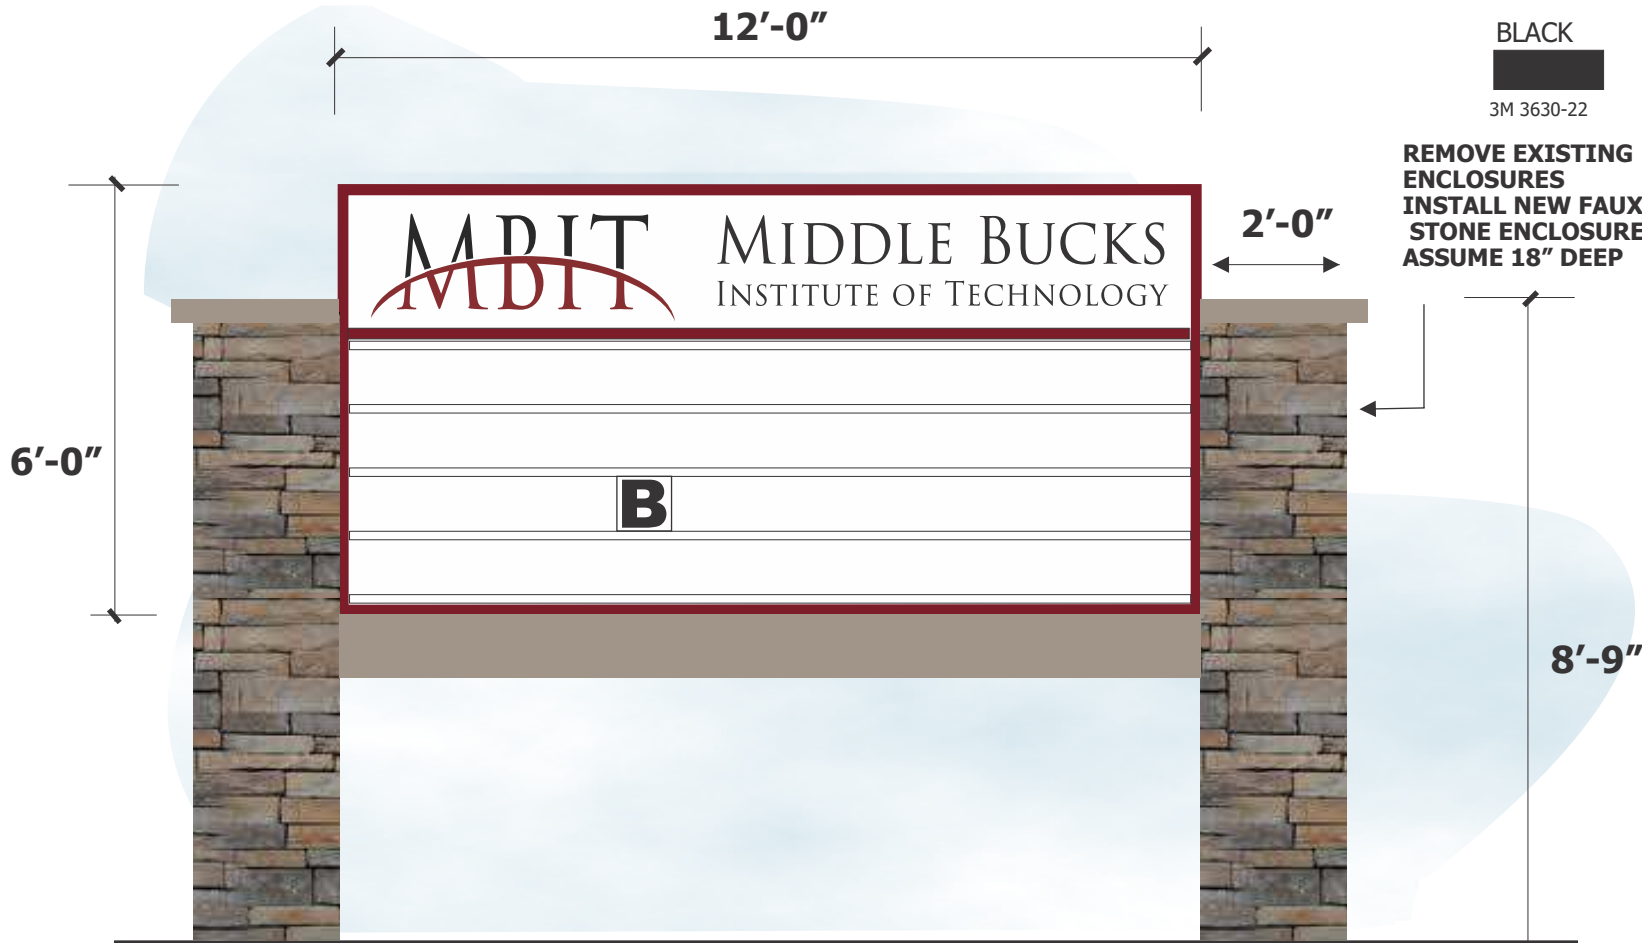 12′-0″
BLACK
3M 3630-22
REMOVE EXISTING
ENCLOSURES
INSTALL NEW FAUX
STONE ENCLOSURE
ASSUME 18″ DEEP
2′-0″
MBIT
MIDDLE BUCKS
INSTITUTE OF TECHNOLOGY
6′-0″
B
8′-9″